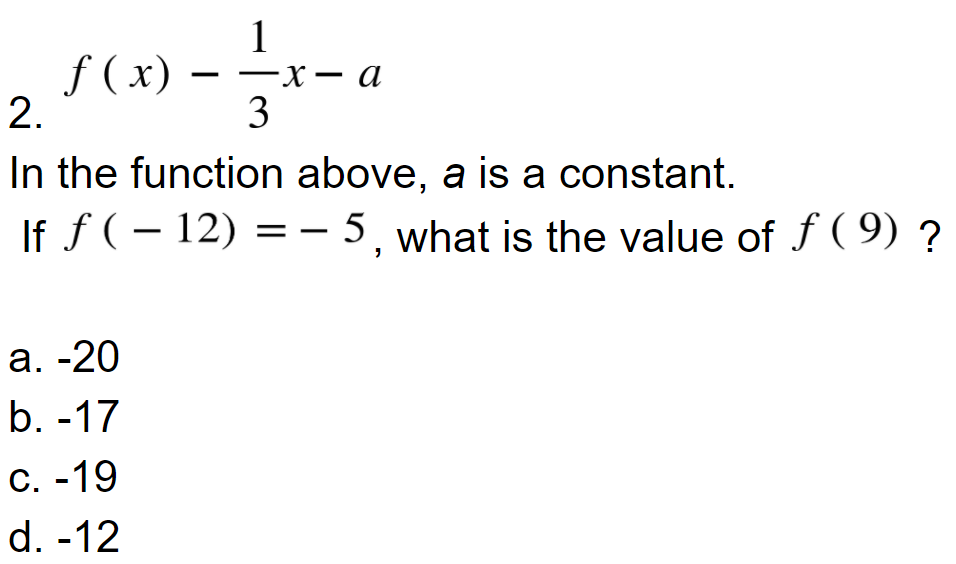 2. f ( x) − 1/3 x − a
In the function above, a is a constant.
If f ( − 12) = − 5, what is the value of f ( 9) ?
a. -20
b. -17
c. -19
d. -12